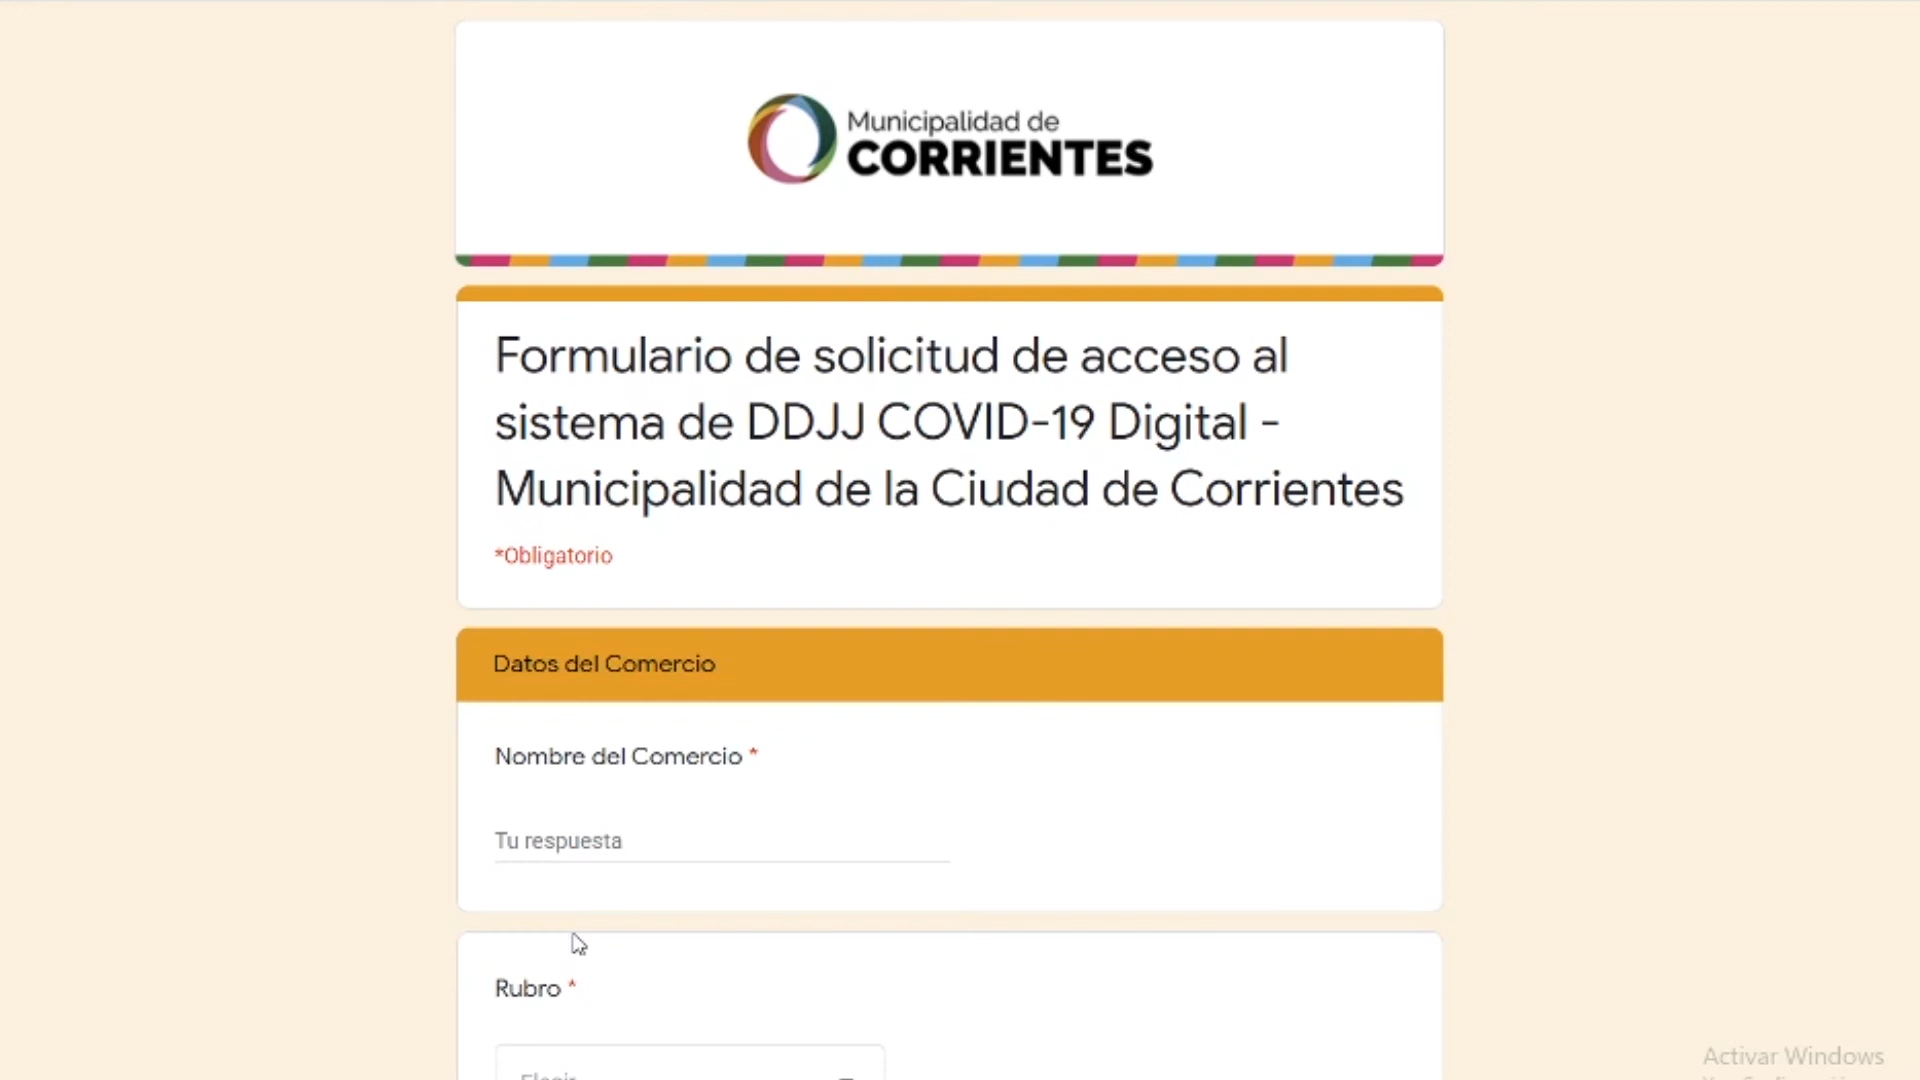 Municipalidad de
CORRIENTES
Formulario de solicitud de acceso al
sistema de DDJJ COVID-19 Digital -
Municipalidad de la Ciudad de Corrientes
*Obligatorio
Datos del Comercio
Nombre del Comercio *
Tu respuesta
Rubro *
Elegir
Activar Windows